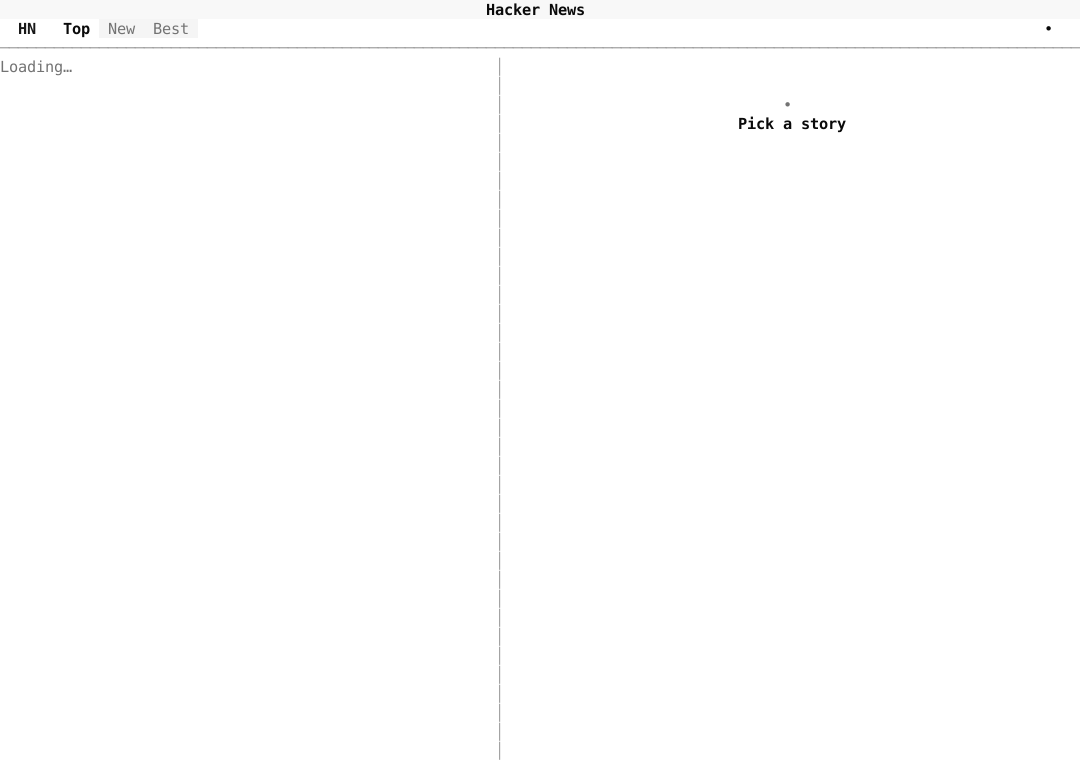 Hacker News
HN Top New Best •
Loading…
•
Pick a story